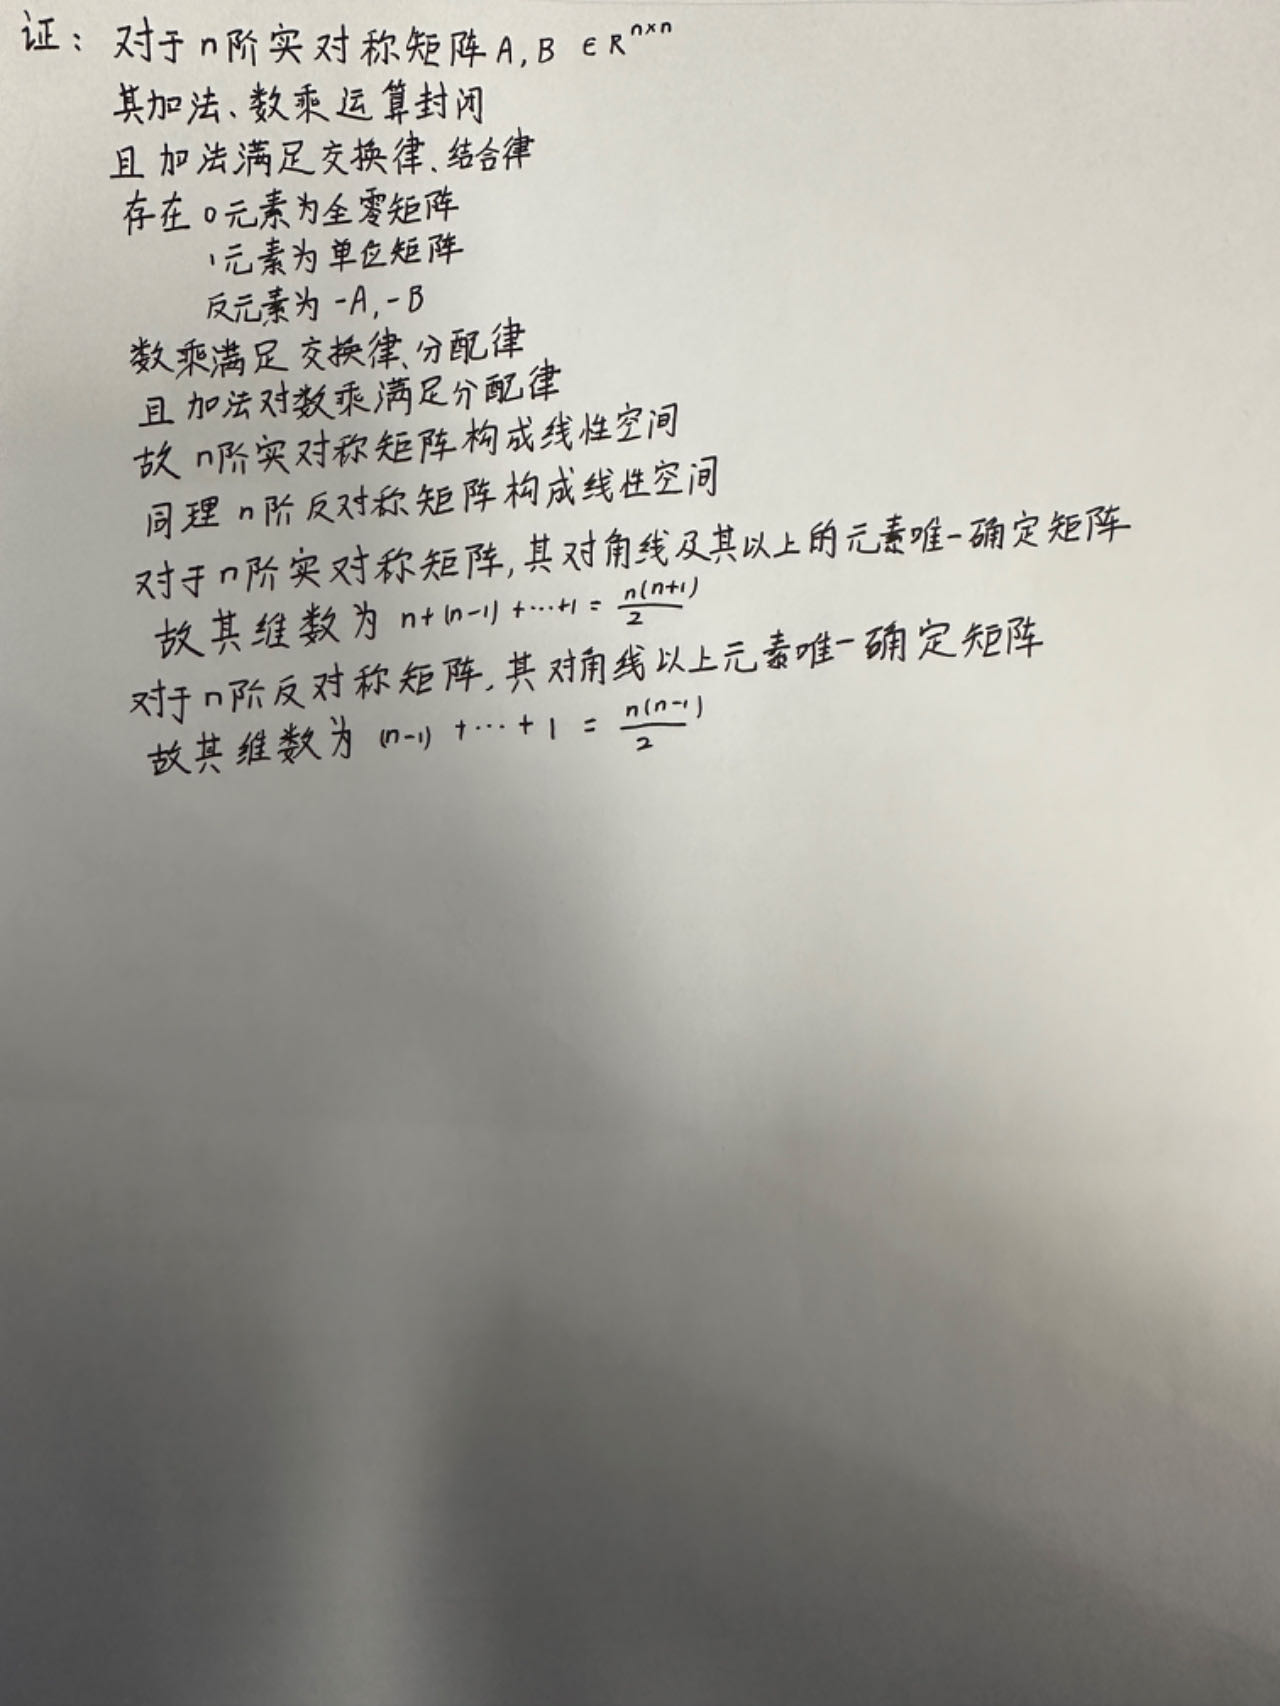 证：对于n阶实对称矩阵A,B ∈R^{n×n}
其加法、数乘运算封闭
且加法满足交换律、结合律
存在0元素为全零矩阵
1元素为单位矩阵
反元素为-A,-B
数乘满足交换律、分配律
且加法对数乘满足分配律
故n阶实对称矩阵构成线性空间
同理n阶反对称矩阵构成线性空间
对于n阶实对称矩阵,其对角线及其以上的元素唯一确定矩阵
故其维数为 n+(n-1)+…+1 = \frac{n(n+1)}{2}
对于n阶反对称矩阵,其对角线以上元素唯一确定矩阵
故其维数为 (n-1) +…+1 = \frac{n(n-1)}{2}